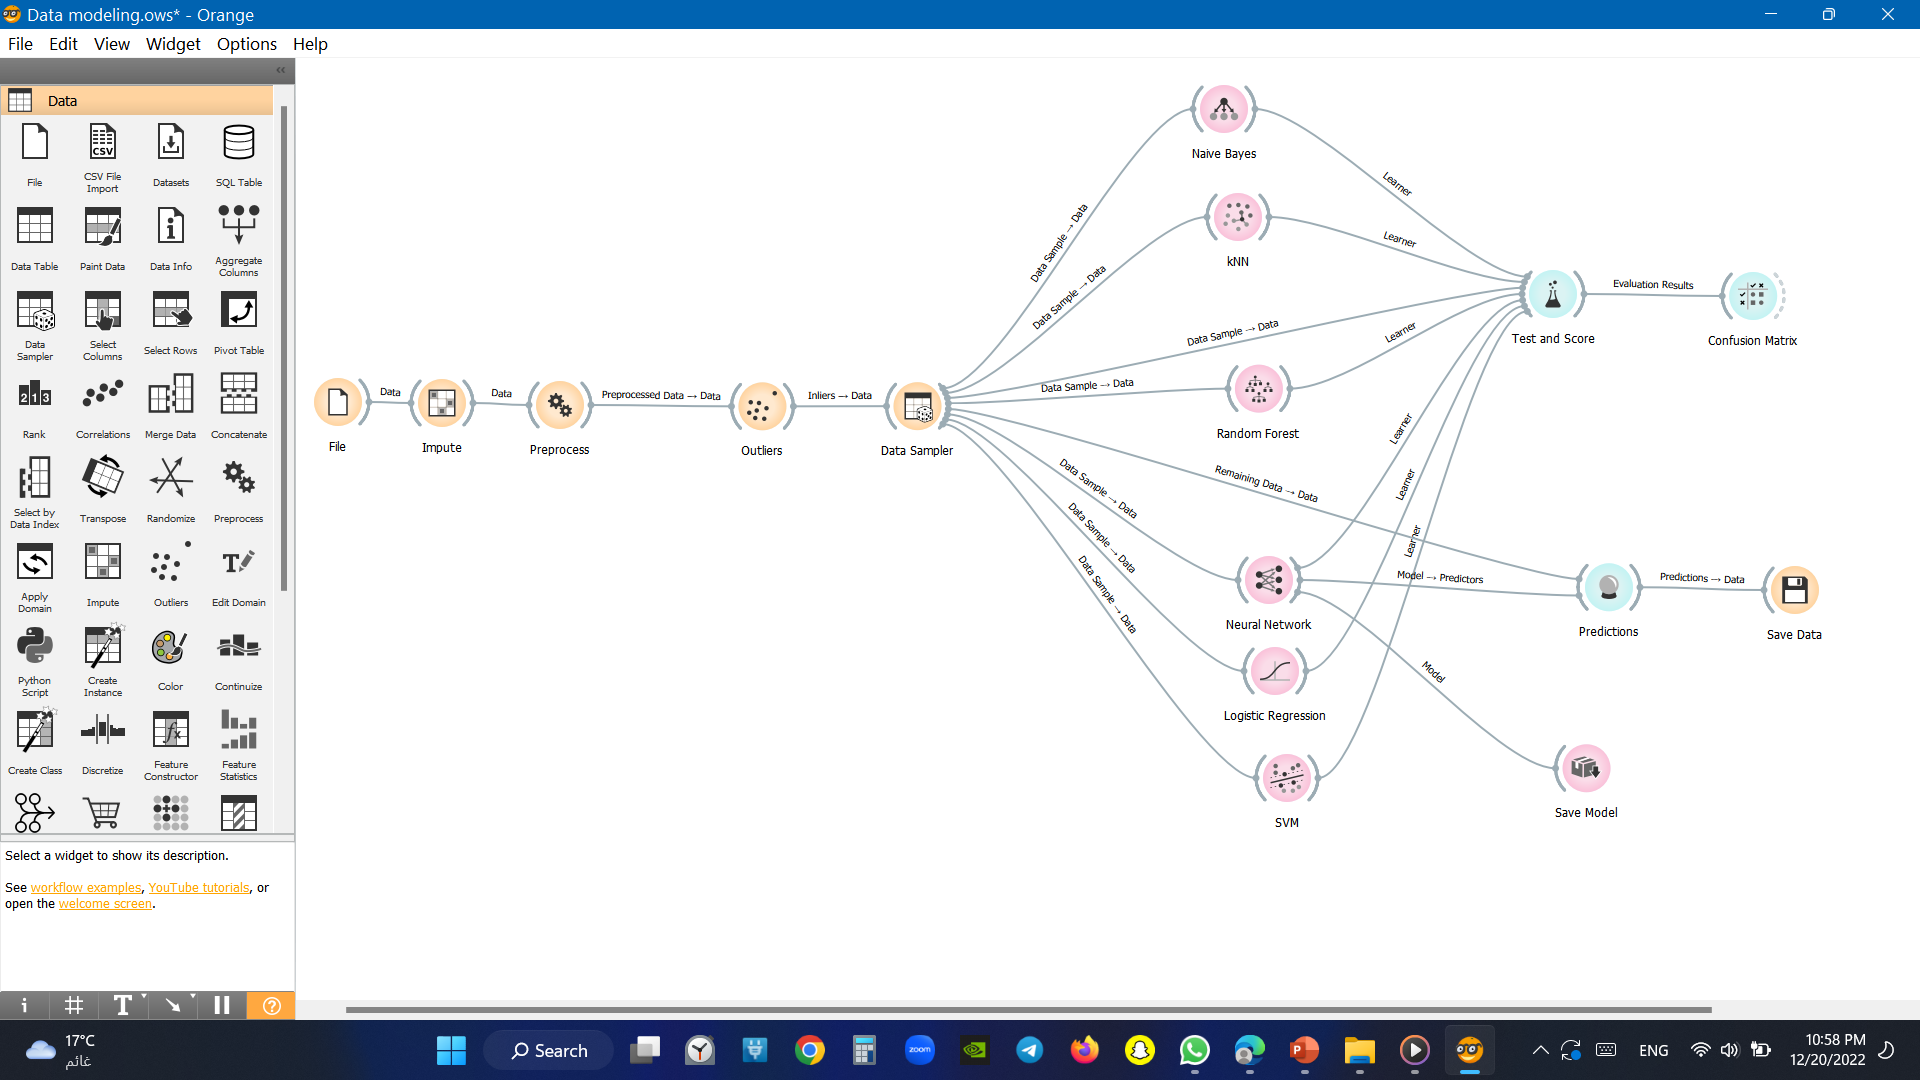 Data modeling.ows* - Orange
File Edit View Widget Options Help
Data
File
CSV File Import
Datasets
SQL Table
Data Table
Paint Data
Data Info
Aggregate Columns
Data Sampler
Select Columns
Select Rows
Pivot Table
Rank
Correlations
Merge Data
Concatenate
Select by Data Index
Transpose
Randomize
Preprocess
Apply Domain
Impute
Outliers
Edit Domain
Python Script
Create Instance
Color
Continuize
Create Class
Discretize
Feature Constructor
Feature Statistics
Select a widget to show its description.
See workflow examples, YouTube tutorials, or
open the welcome screen.
File
Data
Impute
Data
Preprocess
Preprocessed Data → Data
Outliers
Inliers → Data
Data Sampler
Data Sample → Data
Data Sample → Data
Data Sample → Data
Data Sample → Data
Remaining Data → Data
Data Sample → Data
Data Sample → Data
Data Sample → Data
Naive Bayes
kNN
Random Forest
Neural Network
Logistic Regression
SVM
Learner
Learner
Learner
Learner
Learner
Learner
Model → Predictors
Model
Test and Score
Evaluation Results
Confusion Matrix
Predictions
Predictions → Data
Save Data
Save Model
17°C
غائم
Search
zoom
ENG
10:58 PM
12/20/2022